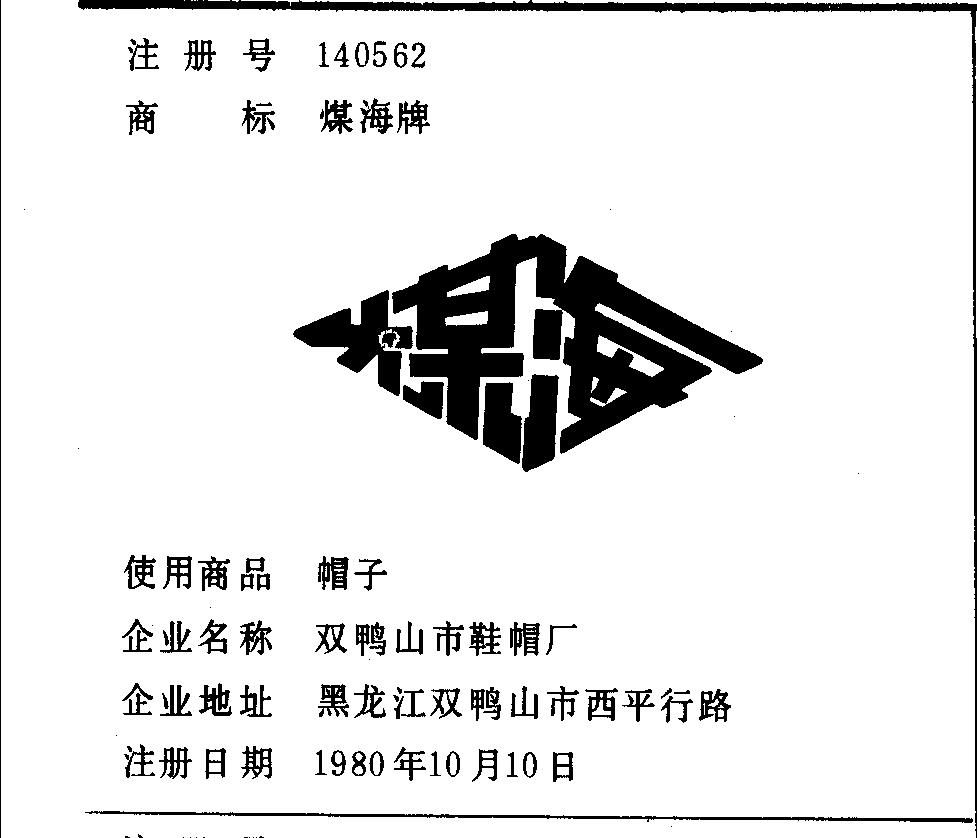 注册号 140562
商标 煤海牌
煤海
使用商品 帽子
企业名称 双鸭山市鞋帽厂
企业地址 黑龙江双鸭山市西平行路
注册日期 1980年10月10日